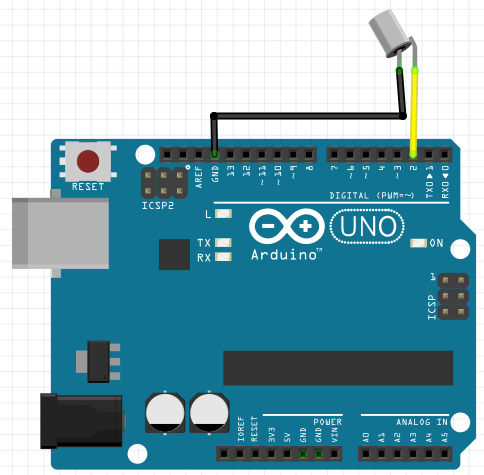 RESET
ICSP2
AREF
GND
13
12
~11
~10
~9
8
7
~6
~5
4
~3
2
TXO▶1
RXO◀0
DIGITAL (PWM=~)
L
TX
RX
UNO
Arduino™
ON
1
ICSP
POWER
ANALOG IN
IOREF
RESET
3V3
5V
GND
GND
VIN
A0
A1
A2
A3
A4
A5